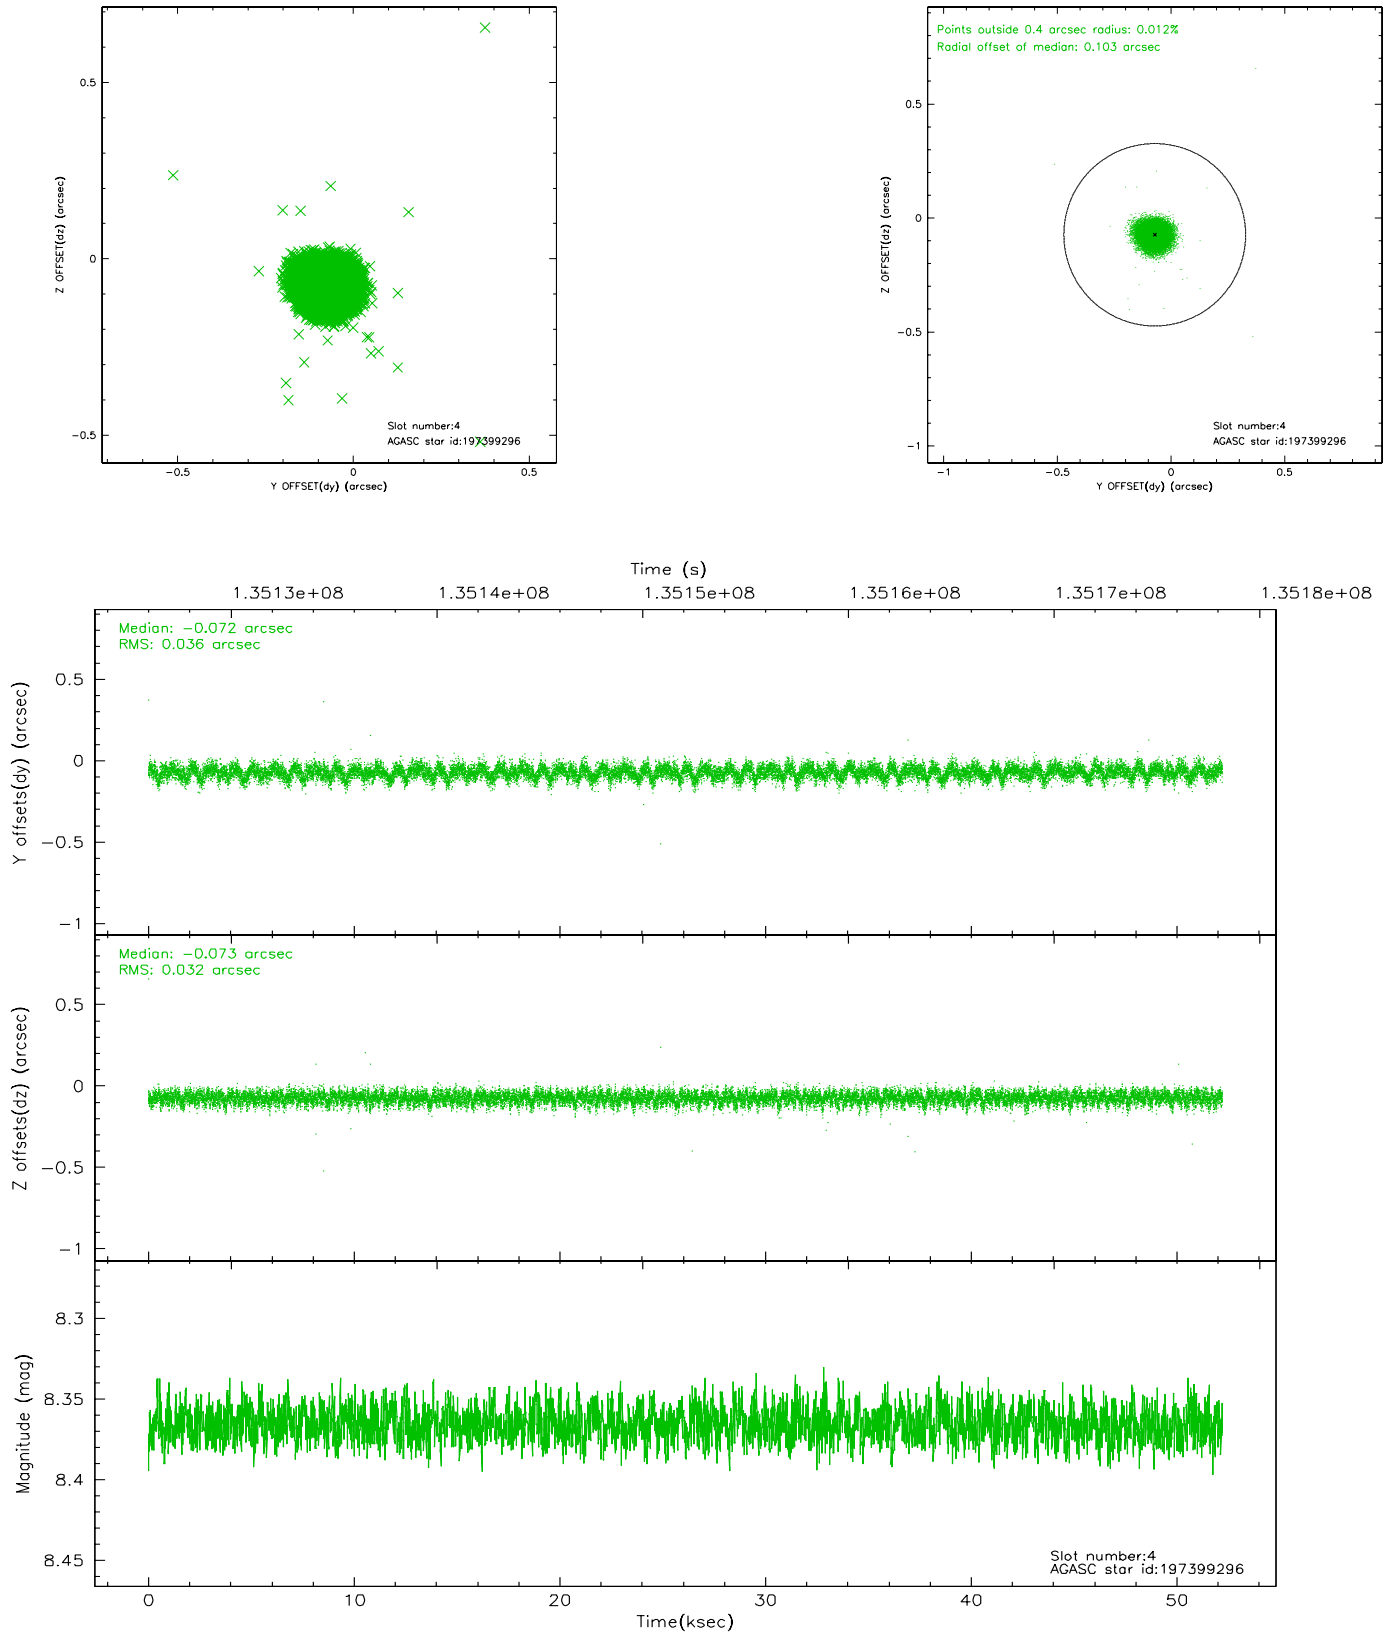 0.5
0
−0.5
−0.5
0
0.5
Z OFFSET(dz) (arcsec)
Y OFFSET(dy) (arcsec)
Slot number:4
AGASC star id:197399296
Points outside 0.4 arcsec radius: 0.012%
Radial offset of median: 0.103 arcsec
0.5
0
−0.5
−1
−1
−0.5
0
0.5
Z OFFSET(dz) (arcsec)
Y OFFSET(dy) (arcsec)
Slot number:4
AGASC star id:197399296
Time (s)
1.3513e+08 1.3514e+08 1.3515e+08 1.3516e+08 1.3517e+08 1.3518e+08
Median: −0.072 arcsec
RMS: 0.036 arcsec
0.5
0
−0.5
−1
Y offsets(dy) (arcsec)
Median: −0.073 arcsec
RMS: 0.032 arcsec
0.5
0
−0.5
−1
Z offsets(dz) (arcsec)
8.3
8.35
8.4
8.45
Magnitude (mag)
Slot number:4
AGASC star id:197399296
0 10 20 30 40 50
Time(ksec)